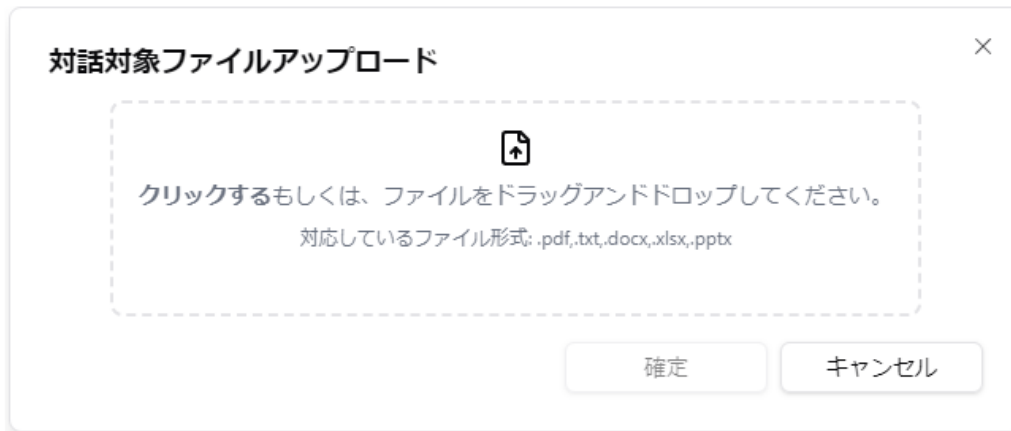 対話対象ファイルアップロード
クリックするもしくは、ファイルをドラッグアンドドロップしてください。
対応しているファイル形式: .pdf,.txt,.docx,.xlsx,.pptx
確定
キャンセル